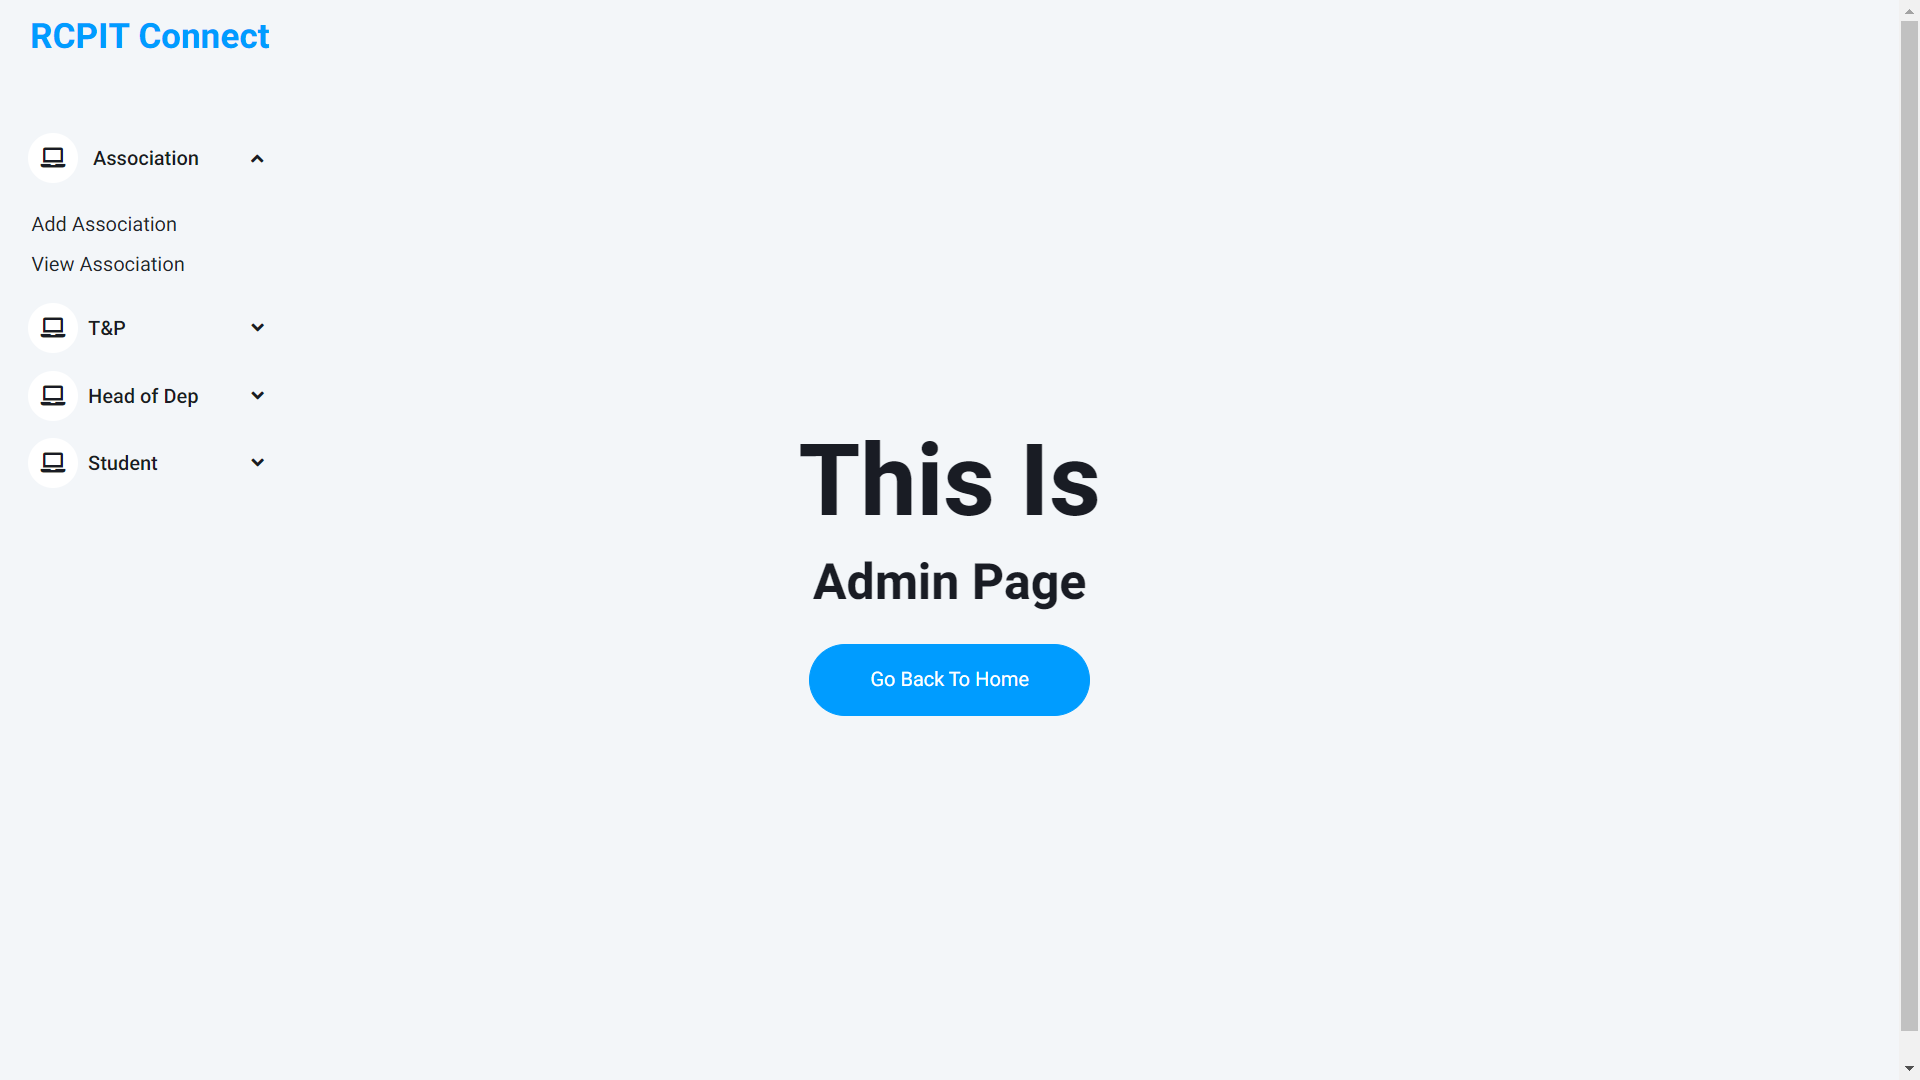 RCPIT Connect
Association
Add Association
View Association
T&P
Head of Dep
Student
This Is
Admin Page
Go Back To Home